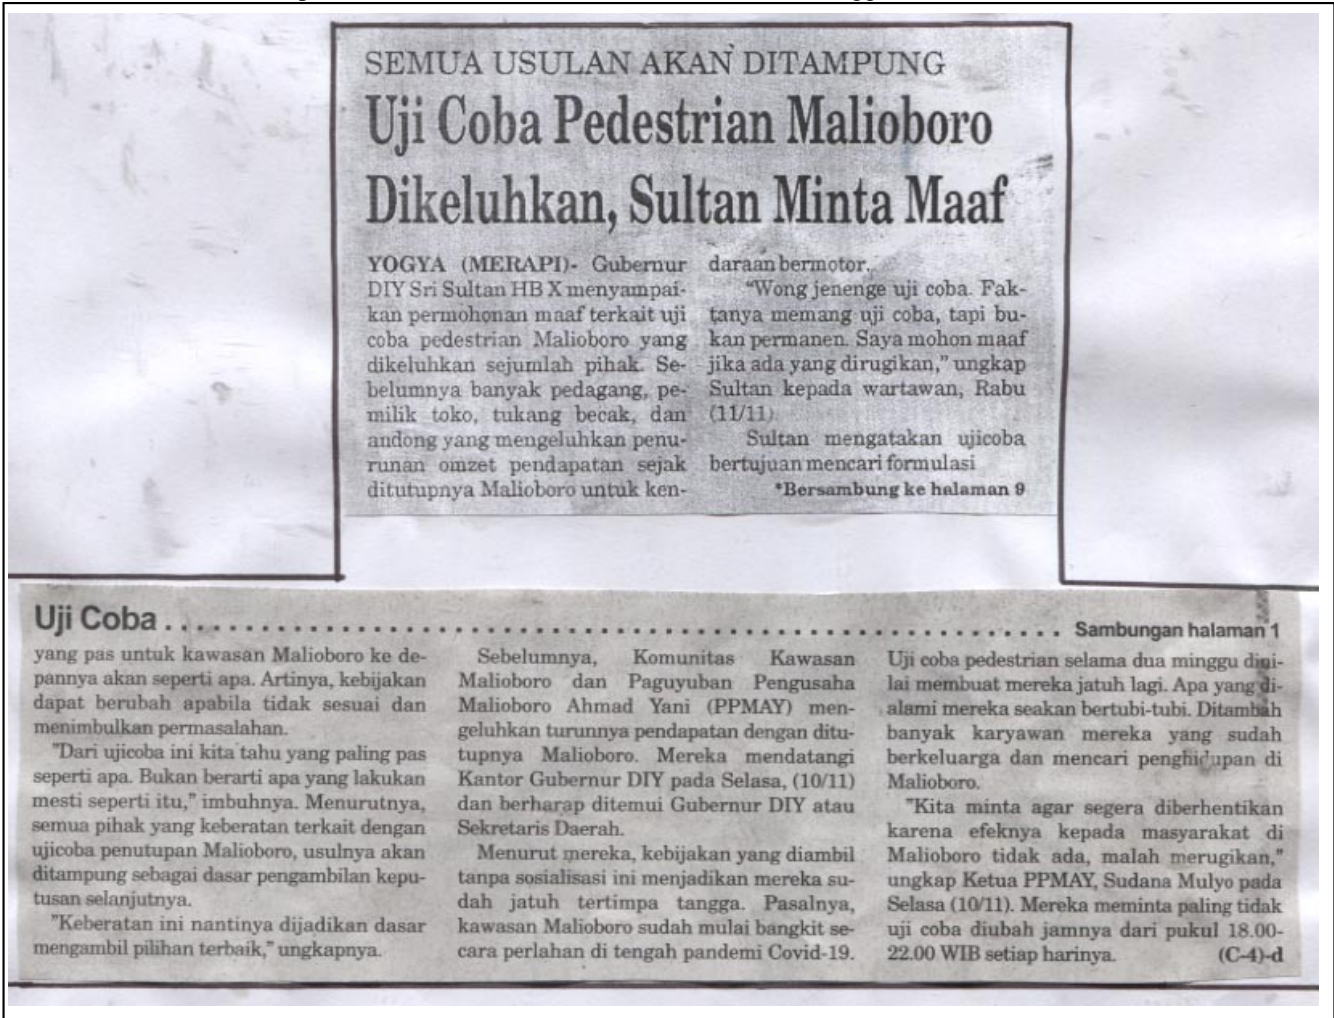 SEMUA USULAN AKAN DITAMPUNG
Uji Coba Pedestrian Malioboro
Dikeluhkan, Sultan Minta Maaf
YOGYA (MERAPI)- Gubernur
DIY Sri Sultan HB X menyampai-
kan permohonan maaf terkait uji
coba pedestrian Malioboro yang
dikeluhkan sejumlah pihak. Se-
belumnya banyak pedagang, pe-
milik toko, tukang becak, dan
andong yang mengeluhkan penu-
runan omzet pendapatan sejak
ditutupnya Malioboro untuk ken-
daraan bermotor.
"Wong jenenge uji coba. Fak-
tanya memang uji coba, tapi bu-
kan permanen. Saya mohon maaf
jika ada yang dirugikan," ungkap
Sultan kepada wartawan, Rabu
(11/11).
Sultan mengatakan ujicoba
bertujuan mencari formulasi
*Bersambung ke halaman 9
Uji Coba . . . . . . . . . . . . . . . . . . . . . . . . . . . . . . . . . . . . . . . . . . . . . . . . . . . . . . . Sambungan halaman 1
yang pas untuk kawasan Malioboro ke de-
pannya akan seperti apa. Artinya, kebijakan
dapat berubah apabila tidak sesuai dan
menimbulkan permasalahan.
"Dari ujicoba ini kita tahu yang paling pas
seperti apa. Bukan berarti apa yang lakukan
mesti seperti itu," imbuhnya. Menurutnya,
semua pihak yang keberatan terkait dengan
ujicoba penutupan Malioboro, usulnya akan
ditampung sebagai dasar pengambilan kepu-
tusan selanjutnya.
"Keberatan ini nantinya dijadikan dasar
mengambil pilihan terbaik," ungkapnya.
Sebelumnya, Komunitas Kawasan
Malioboro dan Paguyuban Pengusaha
Malioboro Ahmad Yani (PPMAY) men-
geluhkan turunnya pendapatan dengan ditu-
tupnya Malioboro. Mereka mendatangi
Kantor Gubernur DIY pada Selasa, (10/11)
dan berharap ditemui Gubernur DIY atau
Sekretaris Daerah.
Menurut mereka, kebijakan yang diambil
tanpa sosialisasi ini menjadikan mereka su-
dah jatuh tertimpa tangga. Pasalnya,
kawasan Malioboro sudah mulai bangkit se-
cara perlahan di tengah pandemi Covid-19.
Uji coba pedestrian selama dua minggu dini-
lai membuat mereka jatuh lagi. Apa yang di-
alami mereka seakan bertubi-tubi. Ditambah
banyak karyawan mereka yang sudah
berkeluarga dan mencari penghidupan di
Malioboro.
"Kita minta agar segera diberhentikan
karena efeknya kepada masyarakat di
Malioboro tidak ada, malah merugikan,"
ungkap Ketua PPMAY, Sudana Mulyo pada
Selasa (10/11). Mereka meminta paling tidak
uji coba diubah jamnya dari pukul 18.00-
22.00 WIB setiap harinya. (C-4)-d